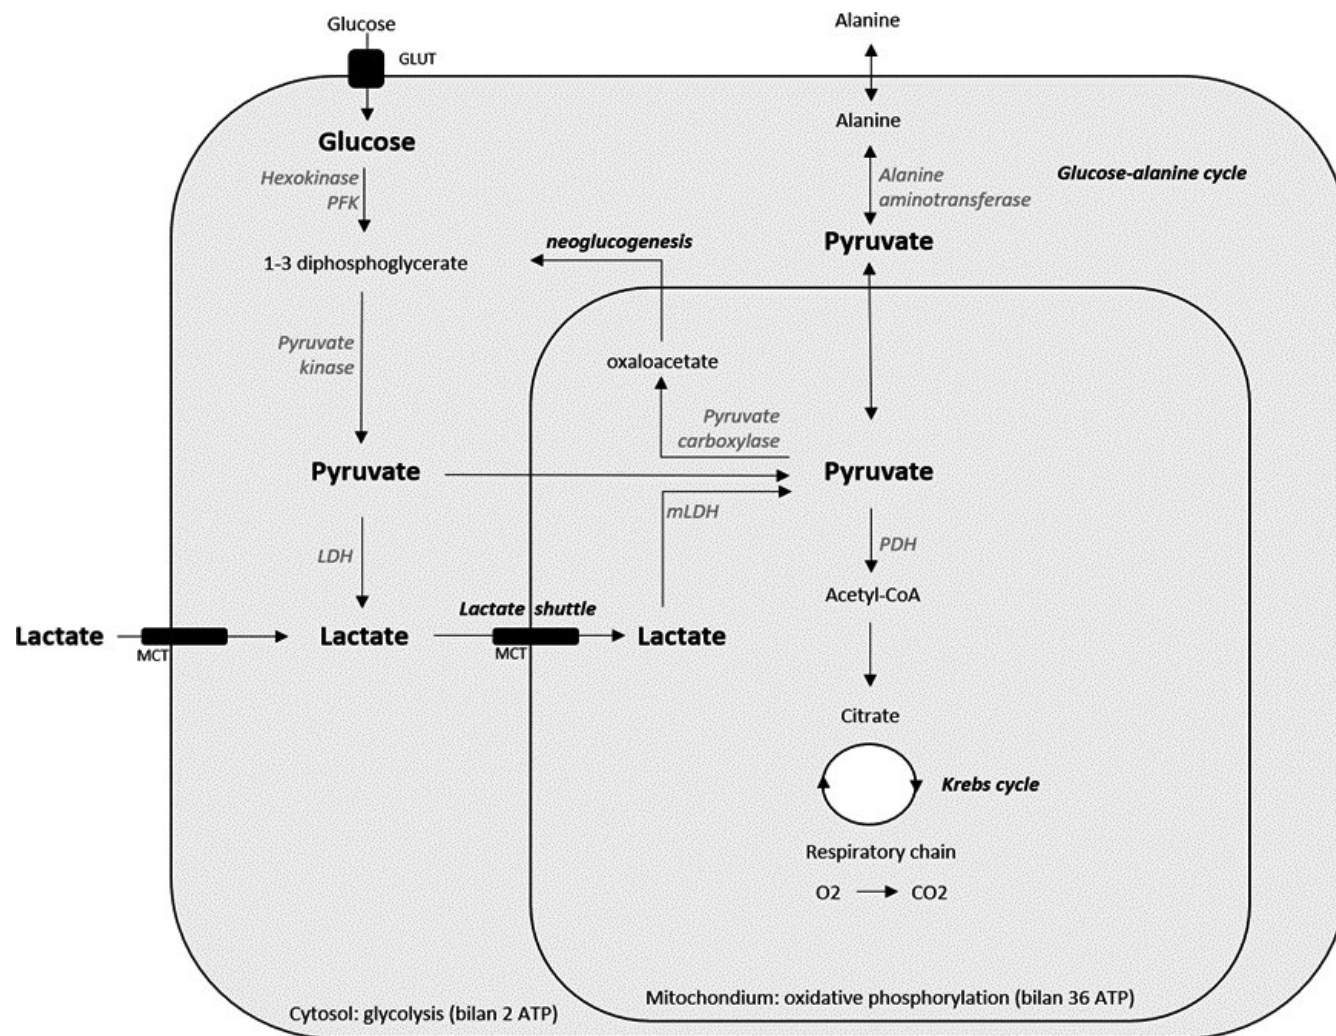 Glucose
Alanine
GLUT
Alanine
Glucose
Hexokinase
PFK
Alanine
aminotransferase
Glucose-alanine cycle
neoglucogenesis
Pyruvate
1-3 diphosphoglycerate
Pyruvate
kinase
oxaloacetate
Pyruvate
carboxylase
Pyruvate
Pyruvate
mLDH
LDH
PDH
Acetyl-CoA
Lactate shuttle
Lactate
Lactate
Lactate
MCT
MCT
Citrate
Krebs cycle
Respiratory chain
O2
CO2
Mitochondium: oxidative phosphorylation (bilan 36 ATP)
Cytosol: glycolysis (bilan 2 ATP)